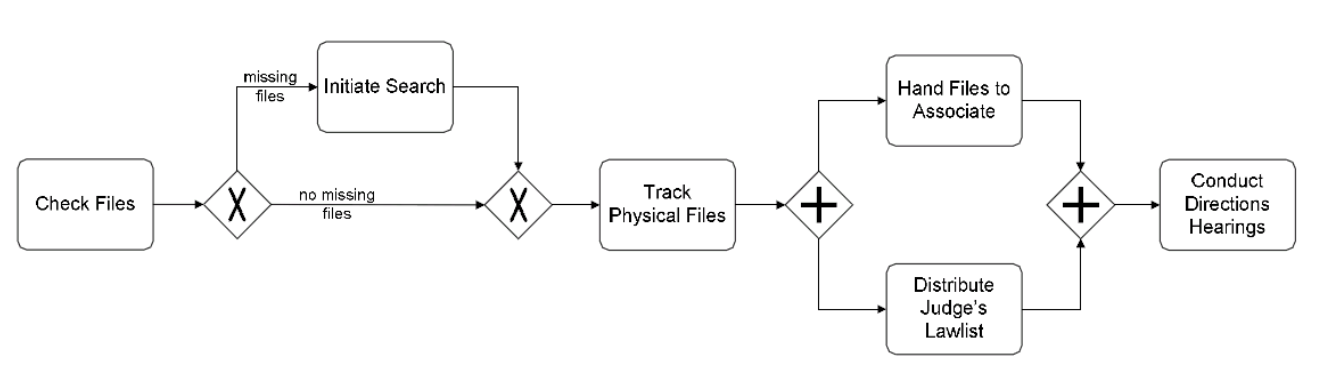 missing
files
Initiate Search
Check Files
X
no missing
files
X
Track
Physical Files
+
Hand Files to
Associate
Distribute
Judge's
Lawlist
+
Conduct
Directions
Hearings